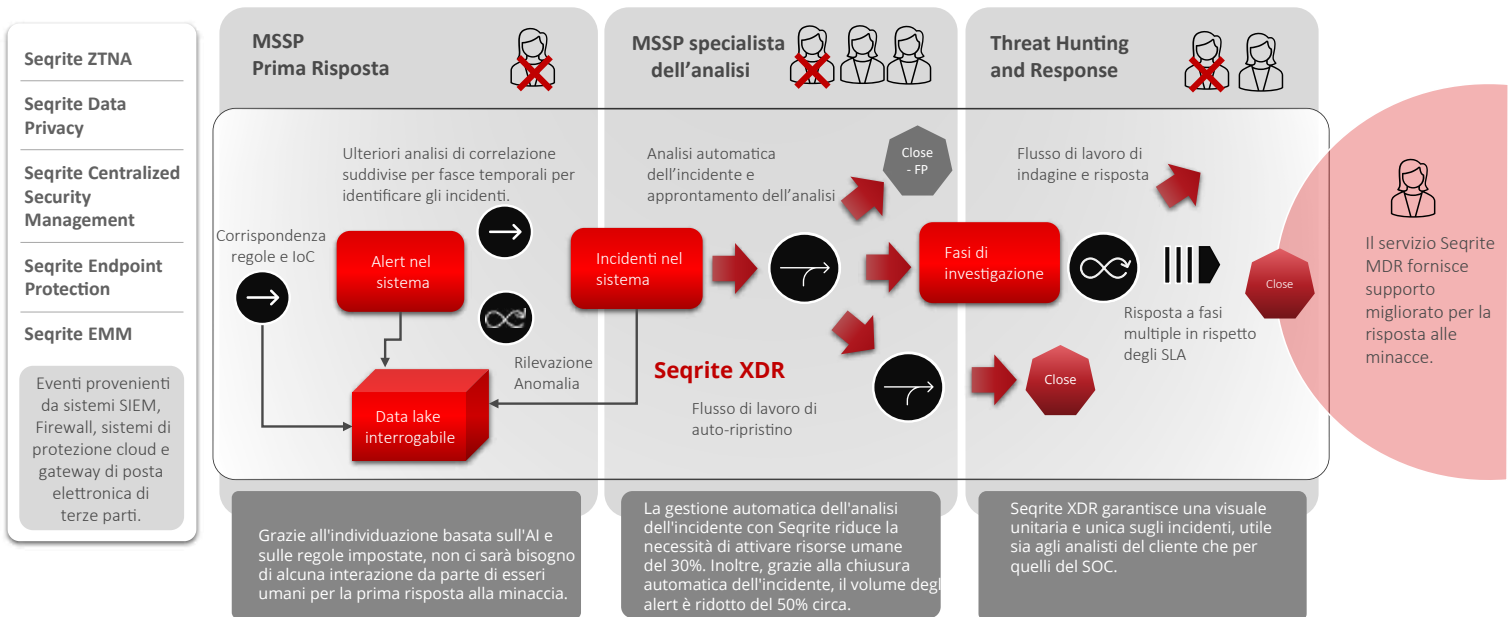 Seqrite ZTNA
Seqrite Data
Privacy
Seqrite Centralized
Security
Management
Seqrite Endpoint
Protection
Seqrite EMM
Eventi provenienti
da sistemi SIEM,
Firewall, sistemi di
protezione cloud e
gateway di posta
elettronica di
terze parti.
MSSP
Prima Risposta
Ulteriori analisi di correlazione
suddivise per fasce temporali per
identificare gli incidenti.
Corrispondenza
regole e IoC
Alert nel
sistema
Rilevazione
Anomalia
Data lake
interrogabile
Grazie all'individuazione basata sull'AI e
sulle regole impostate, non ci sarà bisogno
di alcuna interazione da parte di esseri
umani per la prima risposta alla minaccia.
MSSP specialista
dell'analisi
Analisi automatica
dell'incidente e
approntamento dell'analisi
Close
- FP
Incidenti nel
sistema
Seqrite XDR
Flusso di lavoro di
auto-ripristino
La gestione automatica dell'analisi
dell'incidente con Seqrite riduce la
necessità di attivare risorse umane
del 30%. Inoltre, grazie alla chiusura
automatica dell'incidente, il volume degl
alert è ridotto del 50% circa.
Threat Hunting
and Response
Flusso di lavoro di
indagine e risposta
Fasi di
investigazione
Risposta a fasi
multiple in rispetto
degli SLA
Close
Close
Seqrite XDR garantisce una visuale
unitaria e unica sugli incidenti, utile
sia agli analisti del cliente che per
quelli del SOC.
Il servizio Seqrite
MDR fornisce
supporto
migliorato per la
risposta alle
minacce.